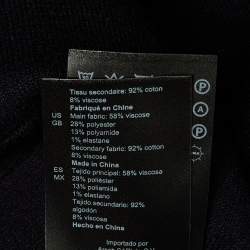 Tissu secondaire: 92% coton
8% viscose
Fabriqué en Chine
US Main fabric: 58% viscose
GB 28% polyester
13% polyamide
1% elastane
Secondary fabric: 92% cotton
8% viscose
Made in China
ES Tejido principal: 58% viscosa
MX 28% poliéster
13% poliamida
1% elastano
Tejido secundario: 92%
algodón
8% viscosa
Hecho en China
Importado por
P
A
P